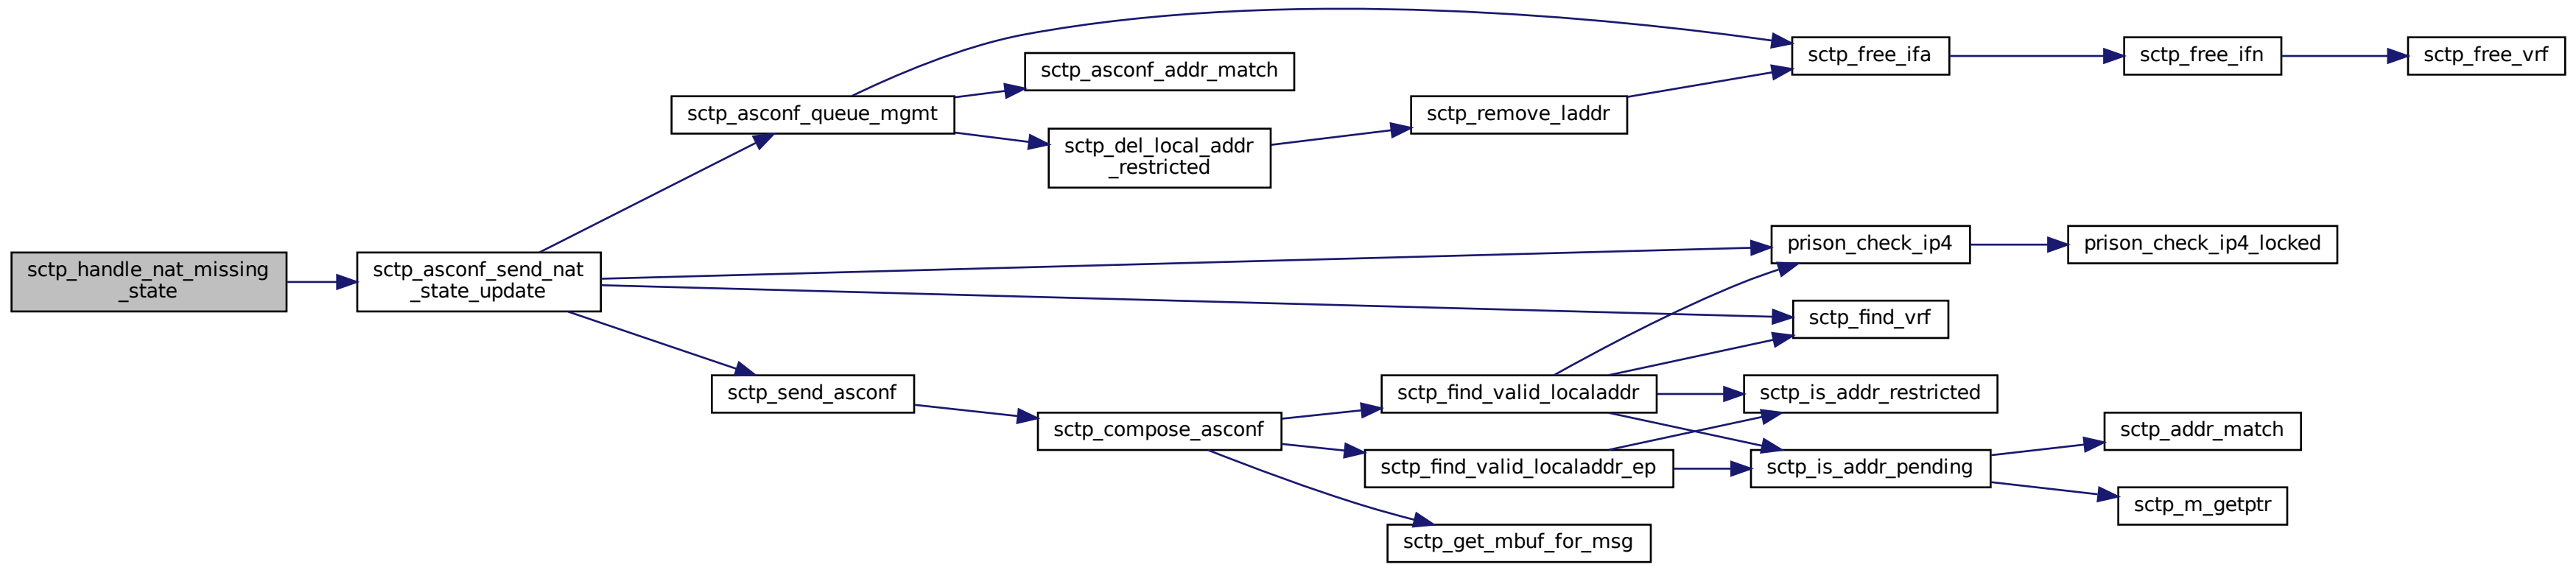 sctp_handle_nat_missing
_state
sctp_asconf_send_nat
_state_update
sctp_asconf_queue_mgmt
sctp_asconf_addr_match
sctp_del_local_addr
_restricted
sctp_remove_laddr
sctp_free_ifa
sctp_free_ifn
sctp_free_vrf
prison_check_ip4
prison_check_ip4_locked
sctp_find_vrf
sctp_send_asconf
sctp_compose_asconf
sctp_find_valid_localaddr
sctp_find_valid_localaddr_ep
sctp_get_mbuf_for_msg
sctp_is_addr_restricted
sctp_is_addr_pending
sctp_addr_match
sctp_m_getptr